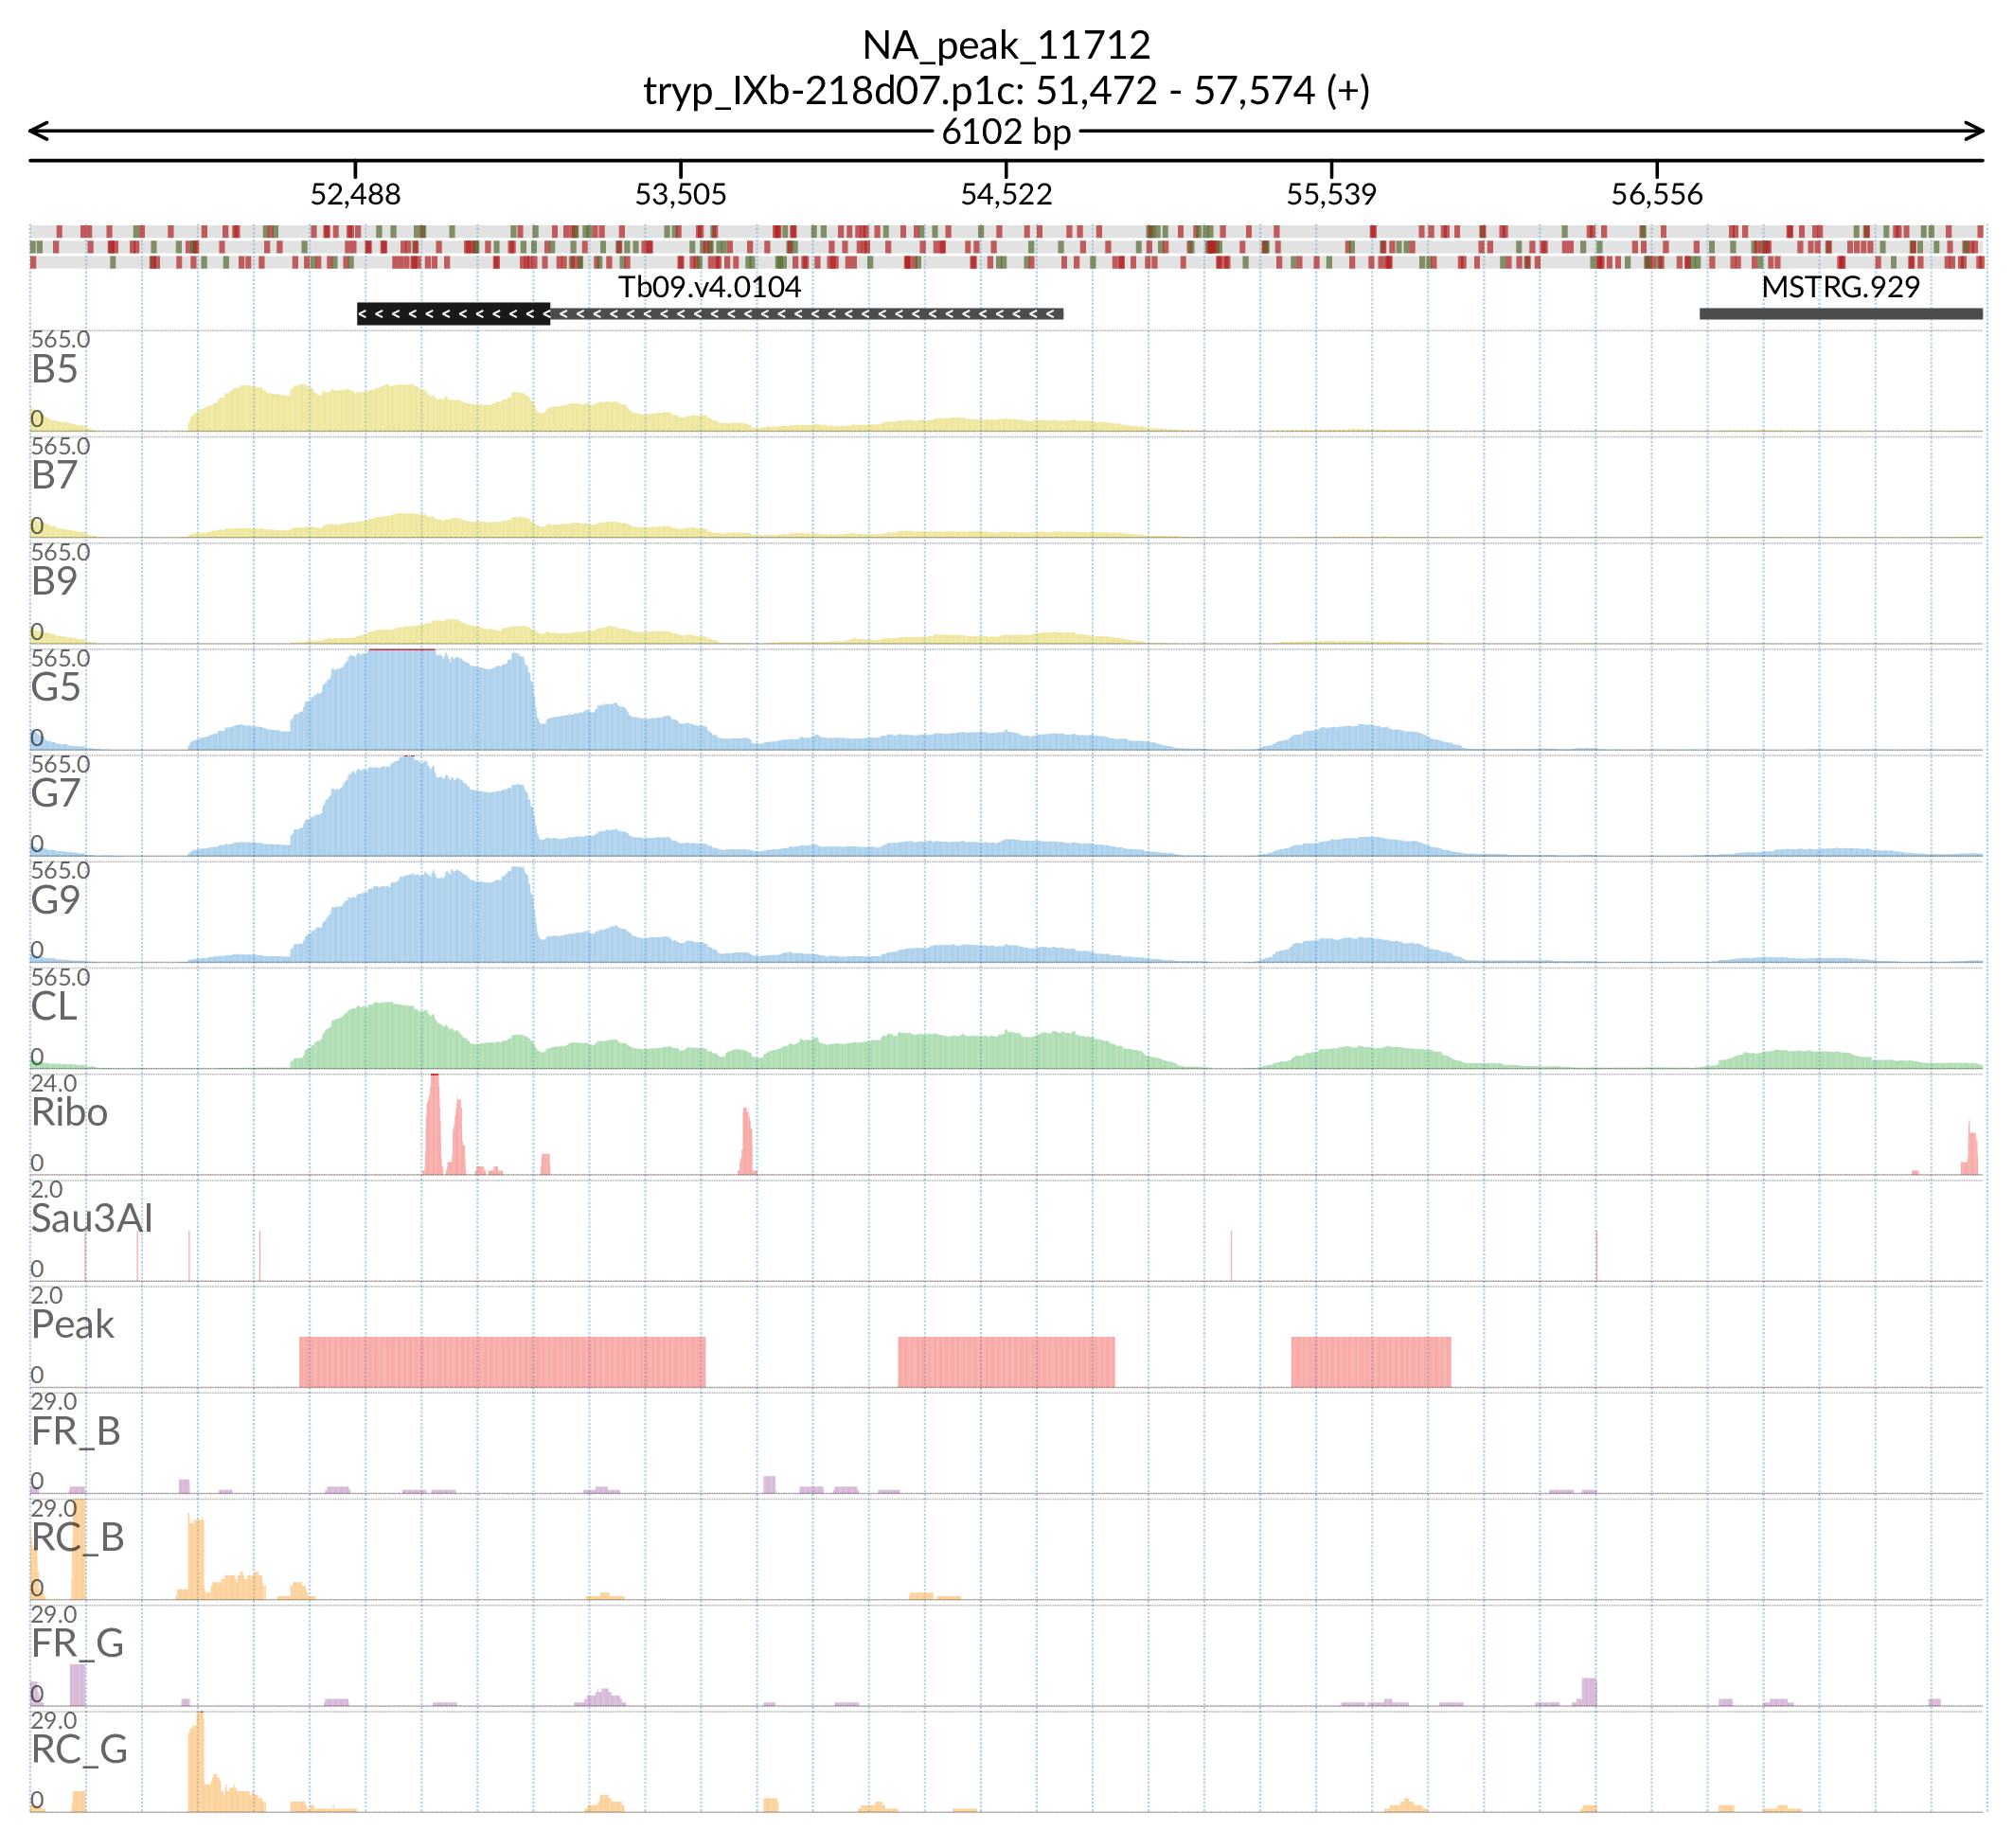 NA_peak_11712
tryp_IXb-218d07.p1c: 51,472 - 57,574 (+)
6102 bp
52,488 53,505 54,522 55,539 56,556
Tb09.v4.0104 MSTRG.929
565.0
B5
0
565.0
B7
0
565.0
B9
0
565.0
G5
0
565.0
G7
0
565.0
G9
0
565.0
CL
0
24.0
Ribo
0
2.0
Sau3AI
0
2.0
Peak
0
29.0
FR_B
0
29.0
RC_B
0
29.0
FR_G
0
29.0
RC_G
0